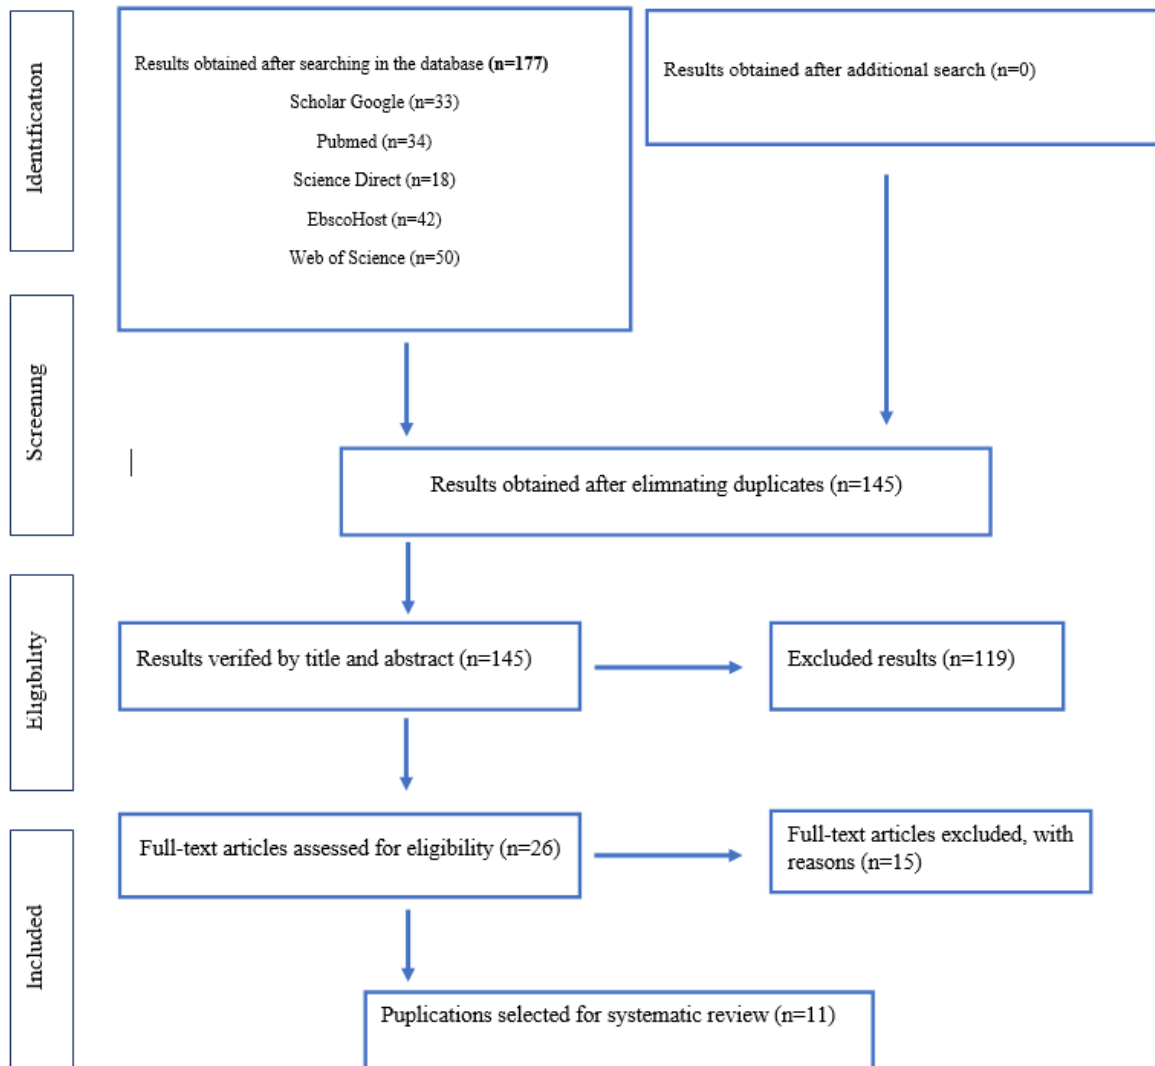 Identification
Results obtained after searching in the database (n=177)
Scholar Google (n=33)
Pubmed (n=34)
Science Direct (n=18)
EbscoHost (n=42)
Web of Science (n=50)
Results obtained after additional search (n=0)
Screening
Results obtained after elimnating duplicates (n=145)
Eligibility
Results verifed by title and abstract (n=145)
Excluded results (n=119)
Full-text articles assessed for eligibility (n=26)
Full-text articles excluded, with
reasons (n=15)
Included
Puplications selected for systematic review (n=11)